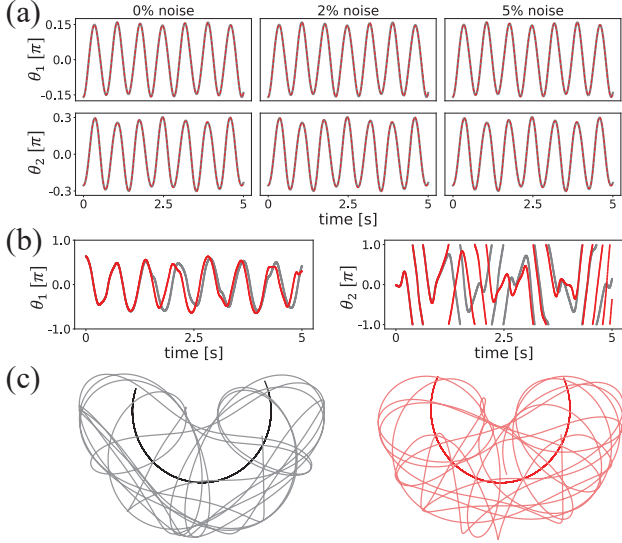 (a)
0% noise
2% noise
5% noise
θ₁ [π]
0.15
0.0
-0.15
θ₂ [π]
0.3
0.0
-0.3
0 2.5 5
0 2.5 5
0 2.5 5
time [s]
(b)
θ₁ [π]
1.0
0.0
-1.0
0 2.5 5
time [s]
θ₂ [π]
1.0
0.0
-1.0
0 2.5 5
time [s]
(c)